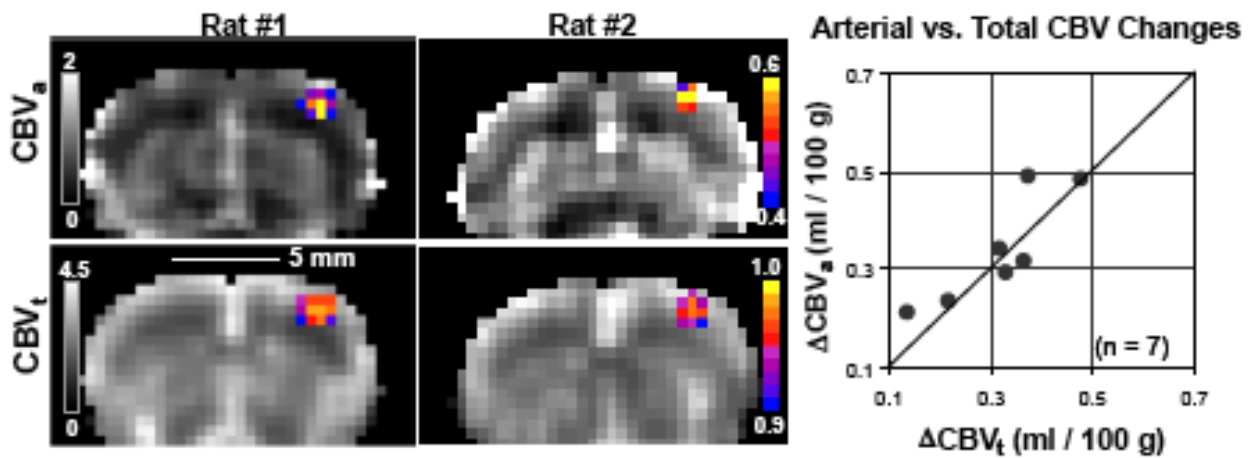 Rat #1
Rat #2
Arterial vs. Total CBV Changes
CBVₐ
2
0
0.6
0.4
CBVₜ
4.5
0
5 mm
1.0
0.9
ΔCBVₐ (ml / 100 g)
0.7
0.5
0.3
0.1
(n = 7)
0.1 0.3 0.5 0.7
ΔCBVₜ (ml / 100 g)